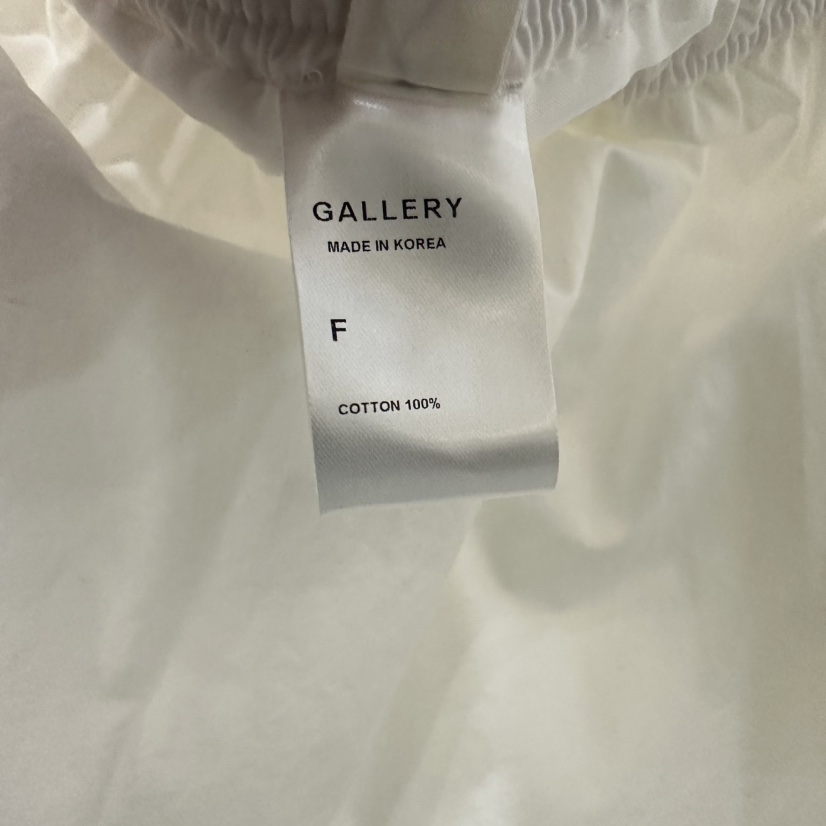 GALLERY
MADE IN KOREA
F
COTTON 100%